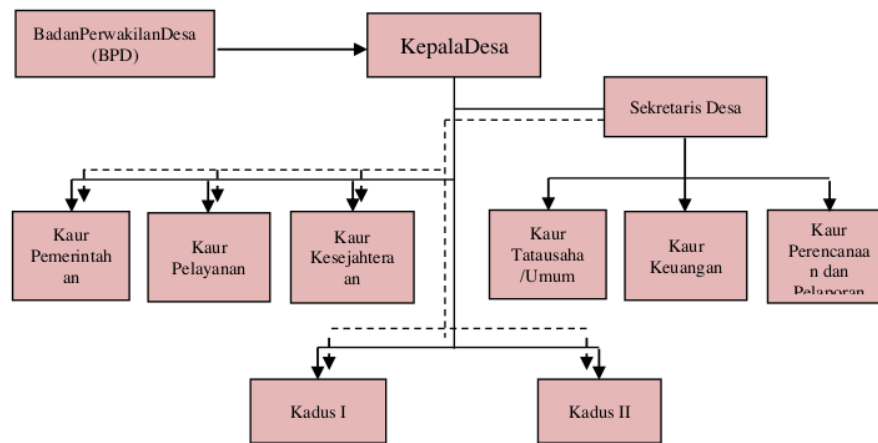 BadanPerwakilanDesa
(BPD)
KepalaDesa
Sekretaris Desa
Kaur
Pemerintah
an
Kaur
Pelayanan
Kaur
Kesejahtera
an
Kaur
Tatausaha
/Umum
Kaur
Keuangan
Kaur
Perencanaa
n dan
Pelaporan
Kadus I
Kadus II